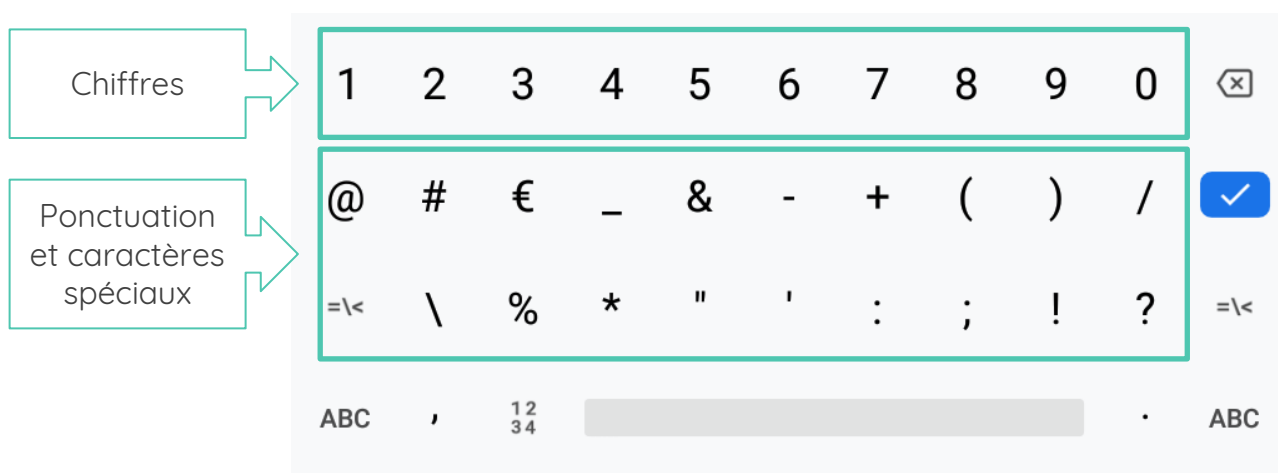 Chiffres
1 2 3 4 5 6 7 8 9 0
Ponctuation
et caractères
spéciaux
@ # € _ & - + ( ) /
=\< \ % * " ' : ; ! ? =\<
ABC , 12 . ABC
34